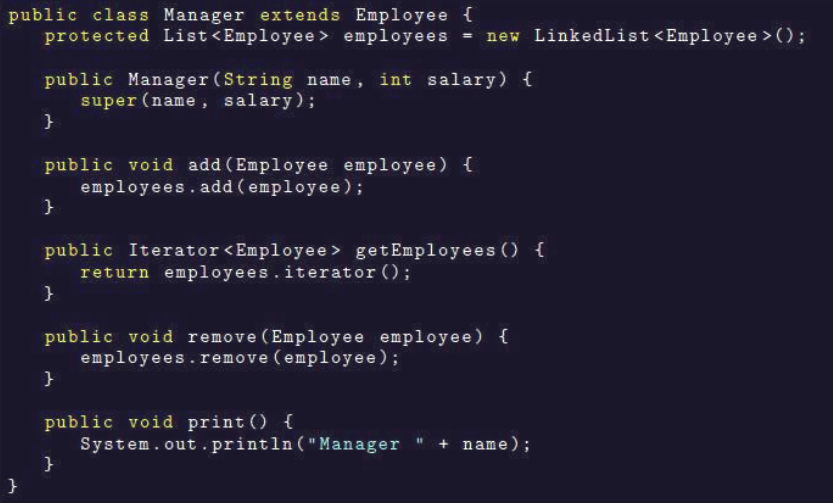 public class Manager extends Employee {
protected List<Employee> employees = new LinkedList<Employee>();
public Manager(String name, int salary) {
super(name, salary);
}
public void add(Employee employee) {
employees.add(employee);
}
public Iterator<Employee> getEmployees() {
return employees.iterator();
}
public void remove(Employee employee) {
employees.remove(employee);
}
public void print() {
System.out.println("Manager " + name);
}
}